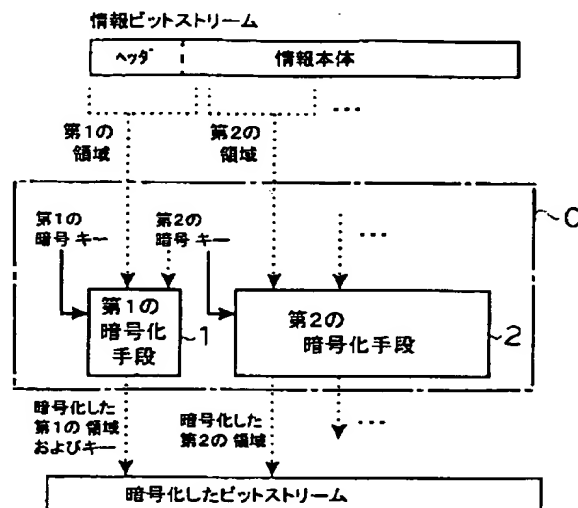 情報ビットストリーム
ヘッダ 情報本体
…
第1の
領域
第2の
領域
0
第1の
暗号 キー
第2の
暗号 キー
…
第1の
暗号化
手段
1
第2の
暗号化手段
2
暗号化した
第1の 領域
およびキー
暗号化した
第2の 領域
…
暗号化したビットストリーム